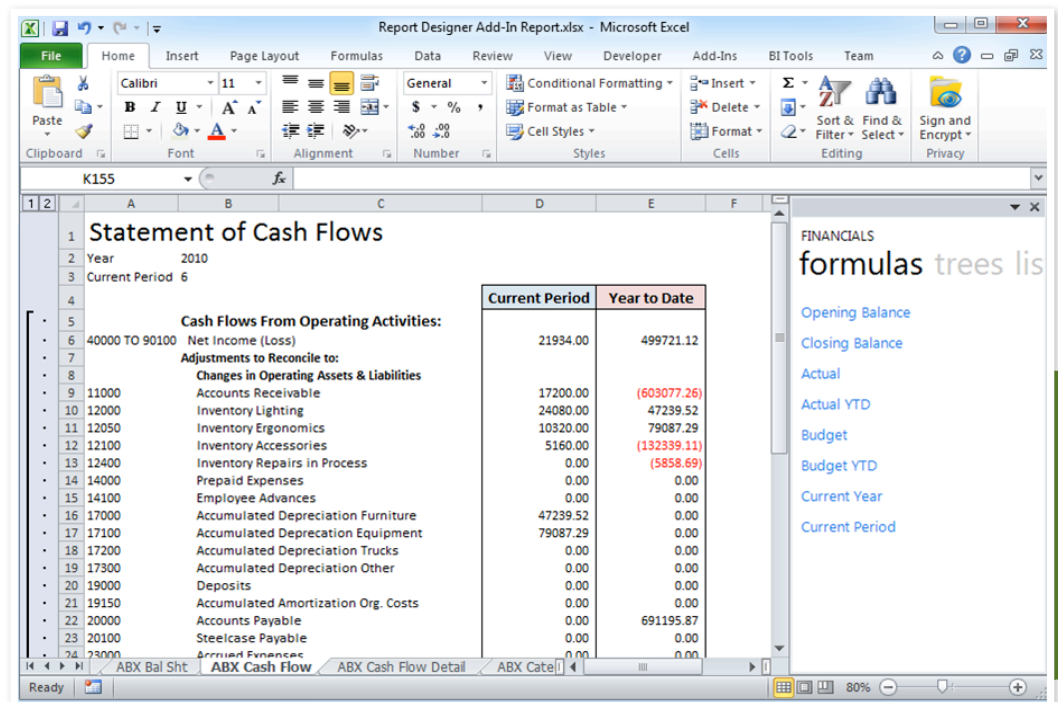 Report Designer Add-In Report.xlsx - Microsoft Excel
File Home Insert Page Layout Formulas Data Review View Developer Add-Ins BI Tools Team
Calibri 11 General Conditional Formatting Insert Σ
Paste B I U A A $ % , Format as Table Delete Sort & Filter Find & Select Sign and Encrypt
A Cell Styles Format
Clipboard Font Alignment Number Styles Cells Editing Privacy
K155 fx
1 2 A B C D E F
1 Statement of Cash Flows
2 Year 2010
3 Current Period 6
4 Current Period Year to Date
5 Cash Flows From Operating Activities:
6 40000 TO 90100 Net Income (Loss) 21934.00 499721.12
7 Adjustments to Reconcile to:
8 Changes in Operating Assets & Liabilities
9 11000 Accounts Receivable 17200.00 (603077.26)
10 12000 Inventory Lighting 24080.00 47239.52
11 12050 Inventory Ergonomics 10320.00 79087.29
12 12100 Inventory Accessories 5160.00 (132339.11)
13 12400 Inventory Repairs in Process 0.00 (5858.69)
14 14000 Prepaid Expenses 0.00 0.00
15 14100 Employee Advances 0.00 0.00
16 17000 Accumulated Depreciation Furniture 47239.52 0.00
17 17100 Accumulated Deprecation Equipment 79087.29 0.00
18 17200 Accumulated Depreciation Trucks 0.00 0.00
19 17300 Accumulated Depreciation Other 0.00 0.00
20 19000 Deposits 0.00 0.00
21 19150 Accumulated Amortization Org. Costs 0.00 0.00
22 20000 Accounts Payable 0.00 691195.87
23 20100 Steelcase Payable 0.00 0.00
24 23000 Accrued Expenses 0.00 0.00
FINANCIALS
formulas trees lis
Opening Balance
Closing Balance
Actual
Actual YTD
Budget
Budget YTD
Current Year
Current Period
ABX Bal Sht ABX Cash Flow ABX Cash Flow Detail ABX Cate
Ready 80%